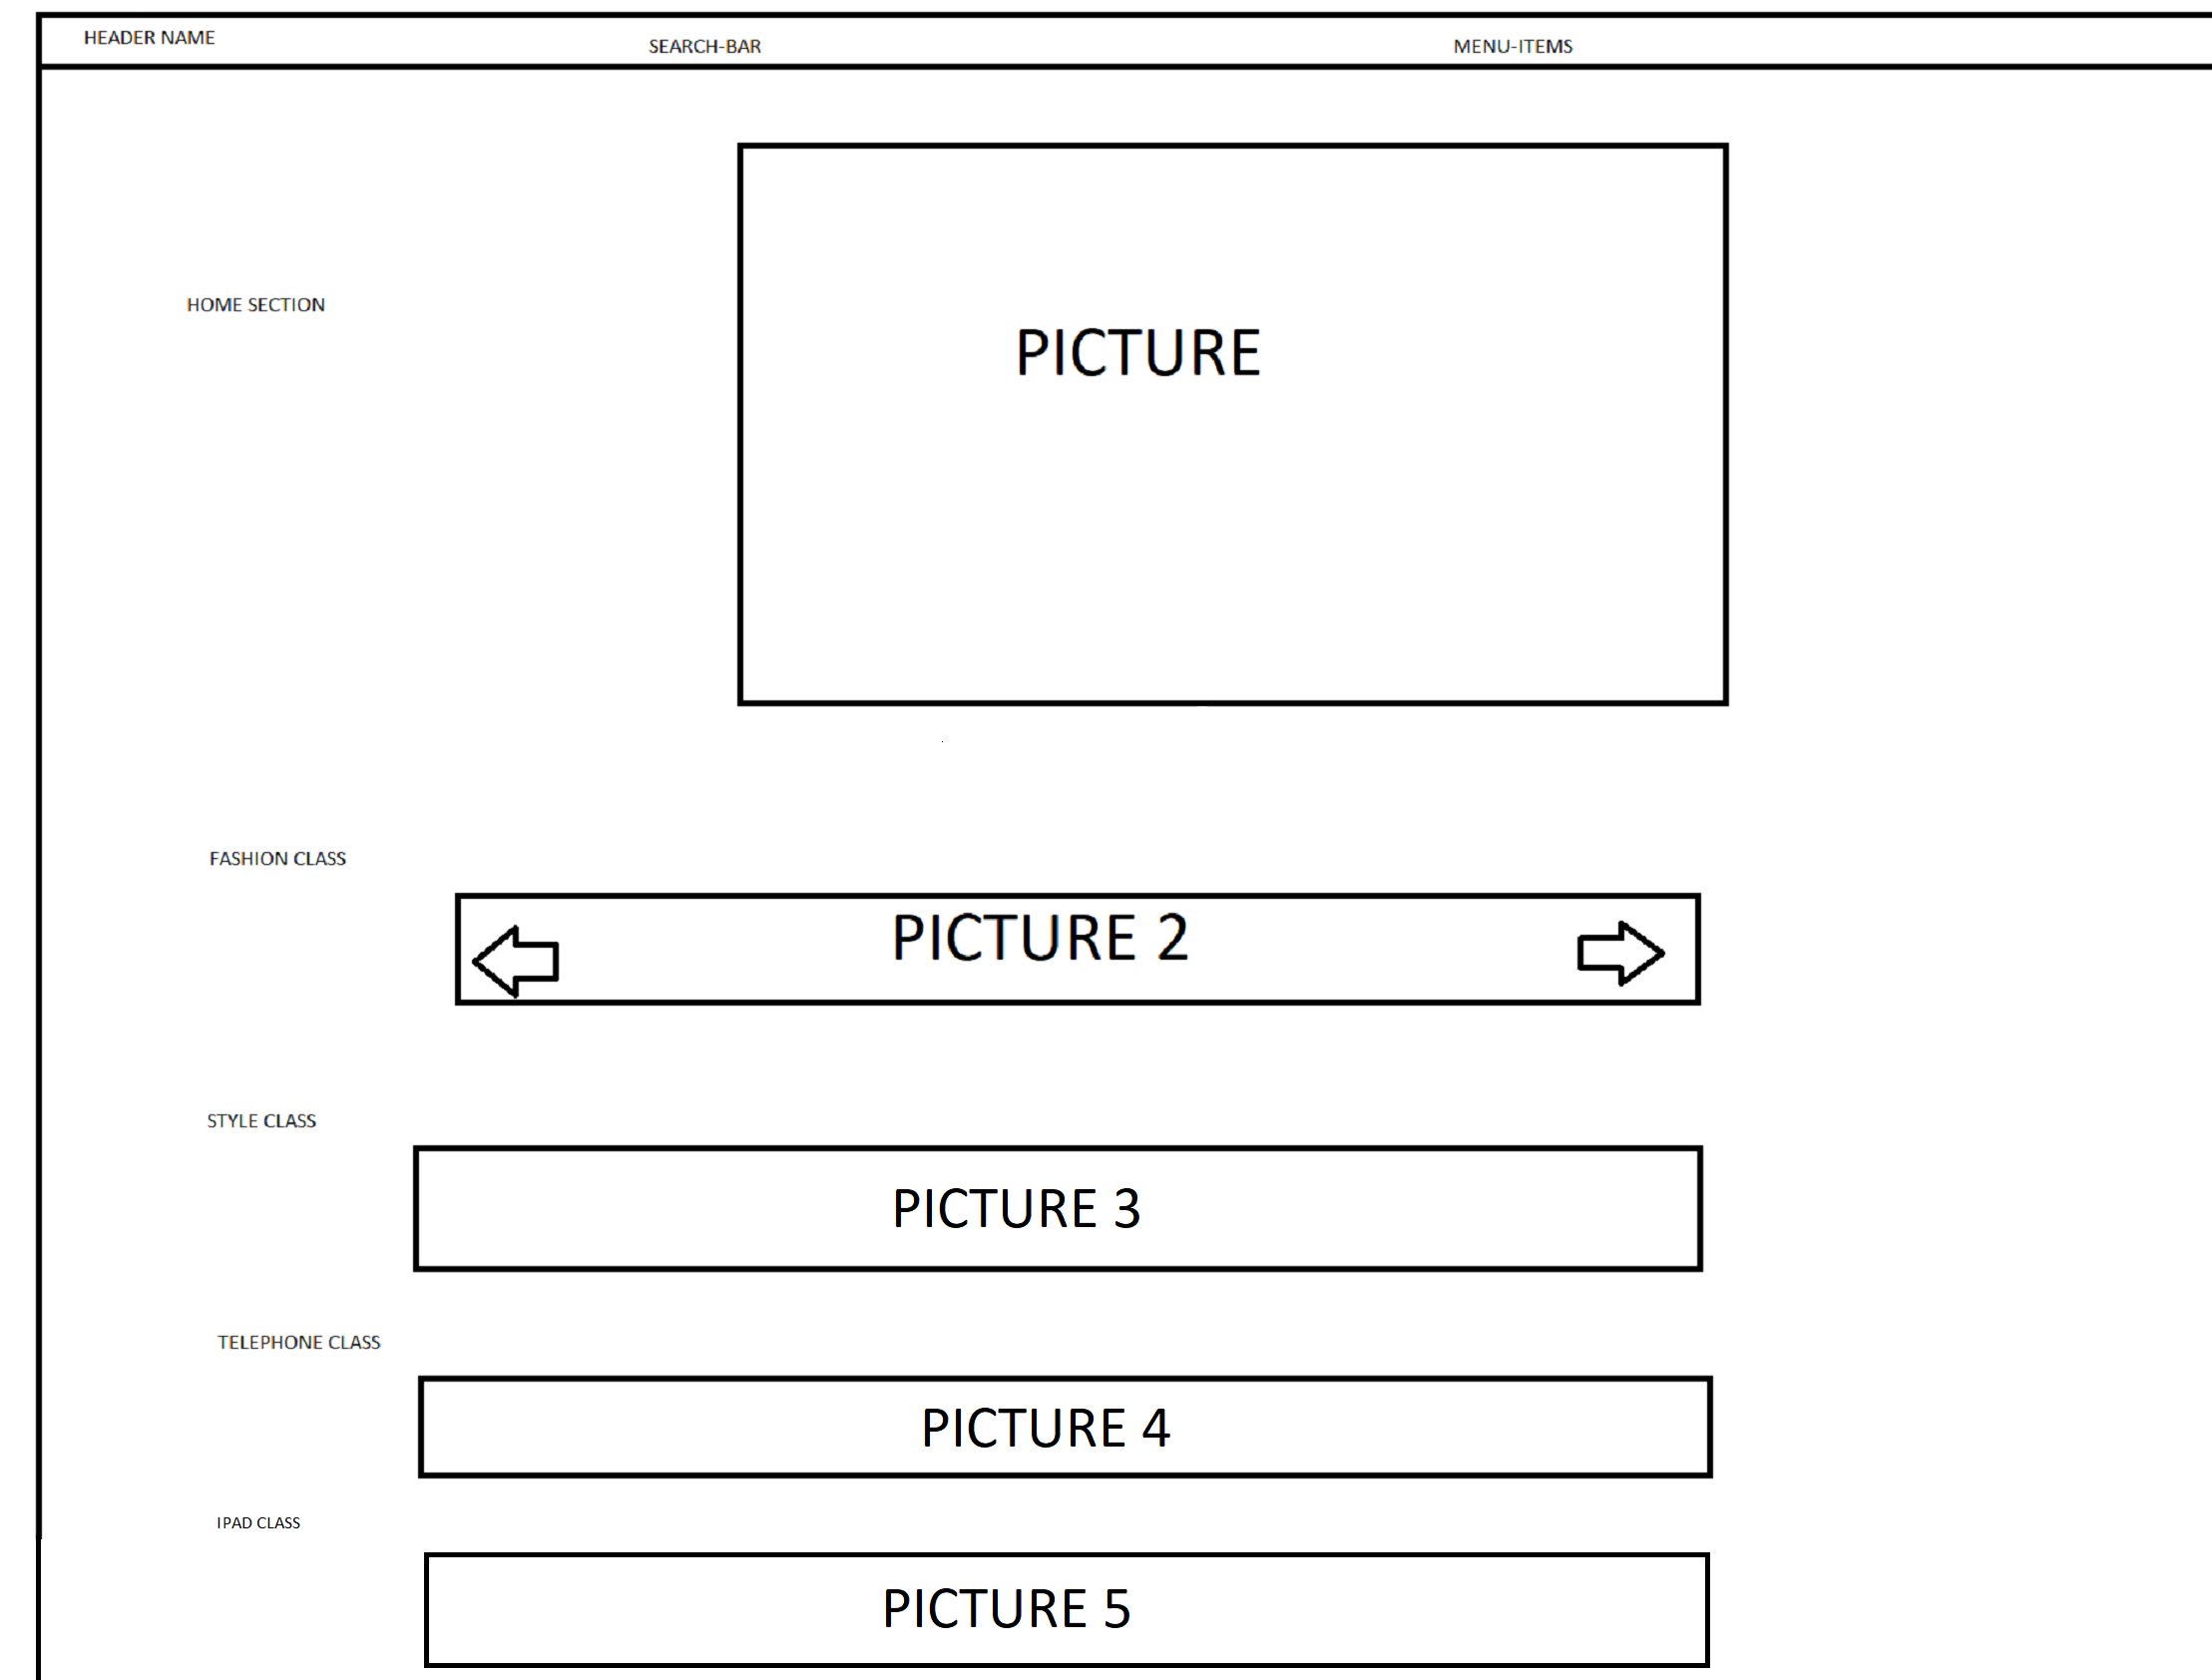 HEADER NAME
SEARCH-BAR
MENU-ITEMS
HOME SECTION
PICTURE
FASHION CLASS
PICTURE 2
STYLE CLASS
PICTURE 3
TELEPHONE CLASS
PICTURE 4
IPAD CLASS
PICTURE 5